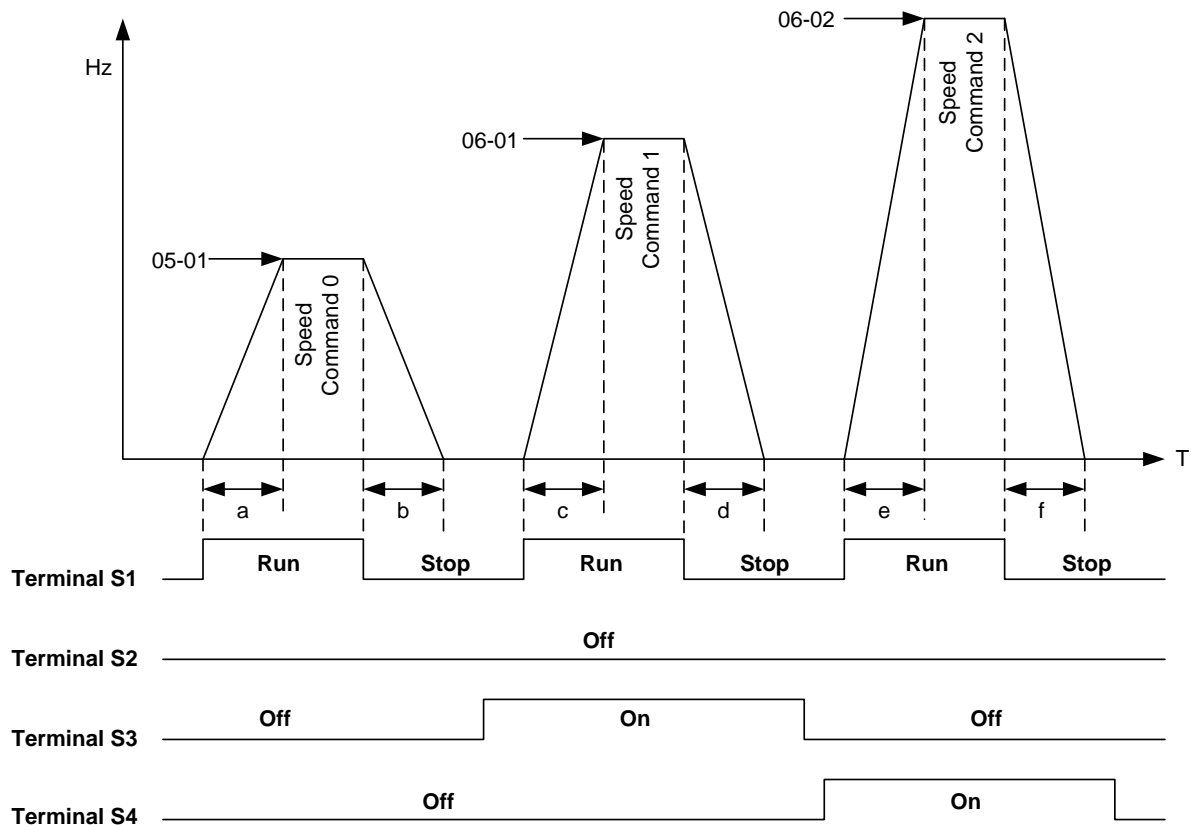 06-02
Hz
Speed
Command 2
06-01
Speed
Command 1
05-01
Speed
Command 0
T
a
b
c
d
e
f
Terminal S1
Run
Stop
Run
Stop
Run
Stop
Terminal S2
Off
Terminal S3
Off
On
Off
Terminal S4
Off
On